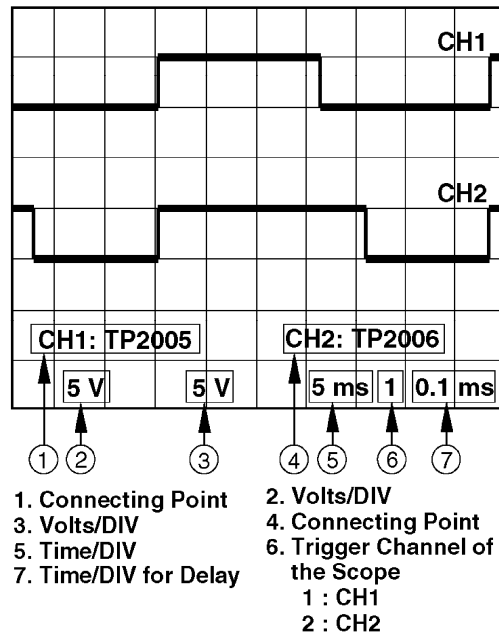 CH1
CH2
CH1: TP2005 CH2: TP2006
5 V 5 V 5 ms 1 0.1 ms
1 2 3 4 5 6 7
1. Connecting Point
3. Volts/DIV
5. Time/DIV
7. Time/DIV for Delay
2. Volts/DIV
4. Connecting Point
6. Trigger Channel of
the Scope
1 : CH1
2 : CH2